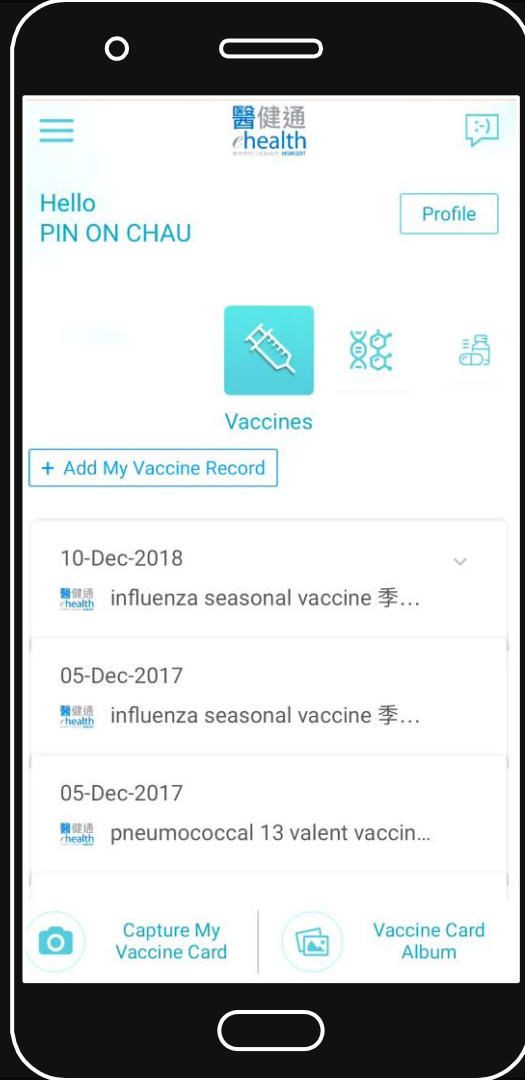 醫健通
ehealth
Hello
PIN ON CHAU
Profile
Vaccines
+ Add My Vaccine Record
10-Dec-2018
醫健通
ehealth
influenza seasonal vaccine 季...
05-Dec-2017
醫健通
ehealth
influenza seasonal vaccine 季...
05-Dec-2017
醫健通
ehealth
pneumococcal 13 valent vaccin...
Capture My
Vaccine Card
Vaccine Card
Album